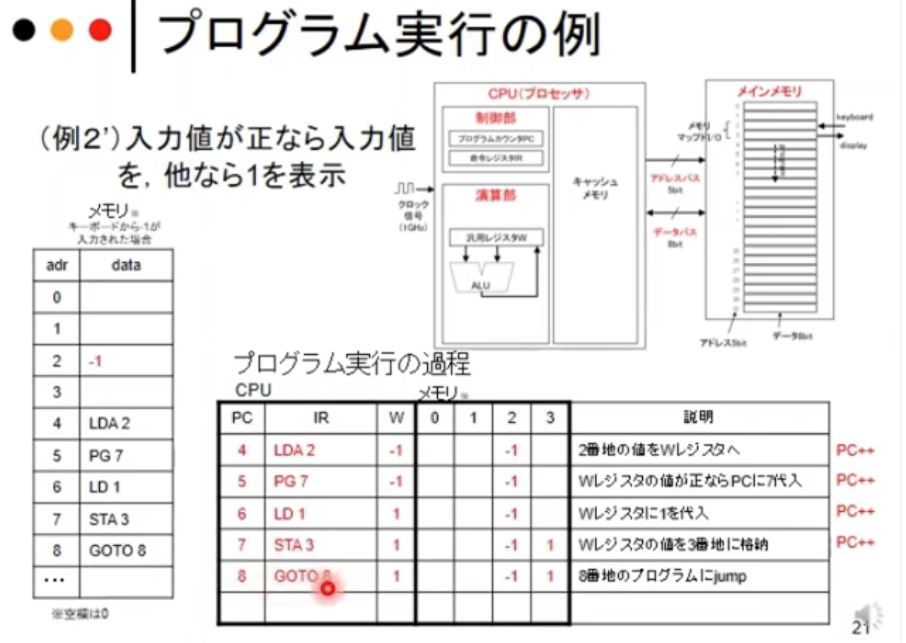 プログラム実行の例
(例2')入力値が正なら入力値
を，他なら1を表示
メモリ※
キーボードから-1が
入力された場合
adr data
0
1
2 -1
3
4 LDA 2
5 PG 7
6 LD 1
7 STA 3
8 GOTO 8
...
※空欄は0
CPU(プロセッサ)
制御部
プログラムカウンタPC
命令レジスタIR
演算部
汎用レジスタW
ALU
キャッシュ
メモリ
クロック
信号
(1GHz)
アドレスバス
5bit
データバス
8bit
メインメモリ
メモリ
マップドI/O
keyboard
display
アドレス5bit
データ8bit
プログラム実行の過程
CPU
メモリ※
PC IR W 0 1 2 3 説明
4 LDA 2 -1 -1 2番地の値をWレジスタへ PC++
5 PG 7 -1 -1 Wレジスタの値が正ならPCに7代入 PC++
6 LD 1 1 -1 Wレジスタに1を代入 PC++
7 STA 3 1 -1 1 Wレジスタの値を3番地に格納 PC++
8 GOTO 8 1 -1 1 8番地のプログラムにjump
21